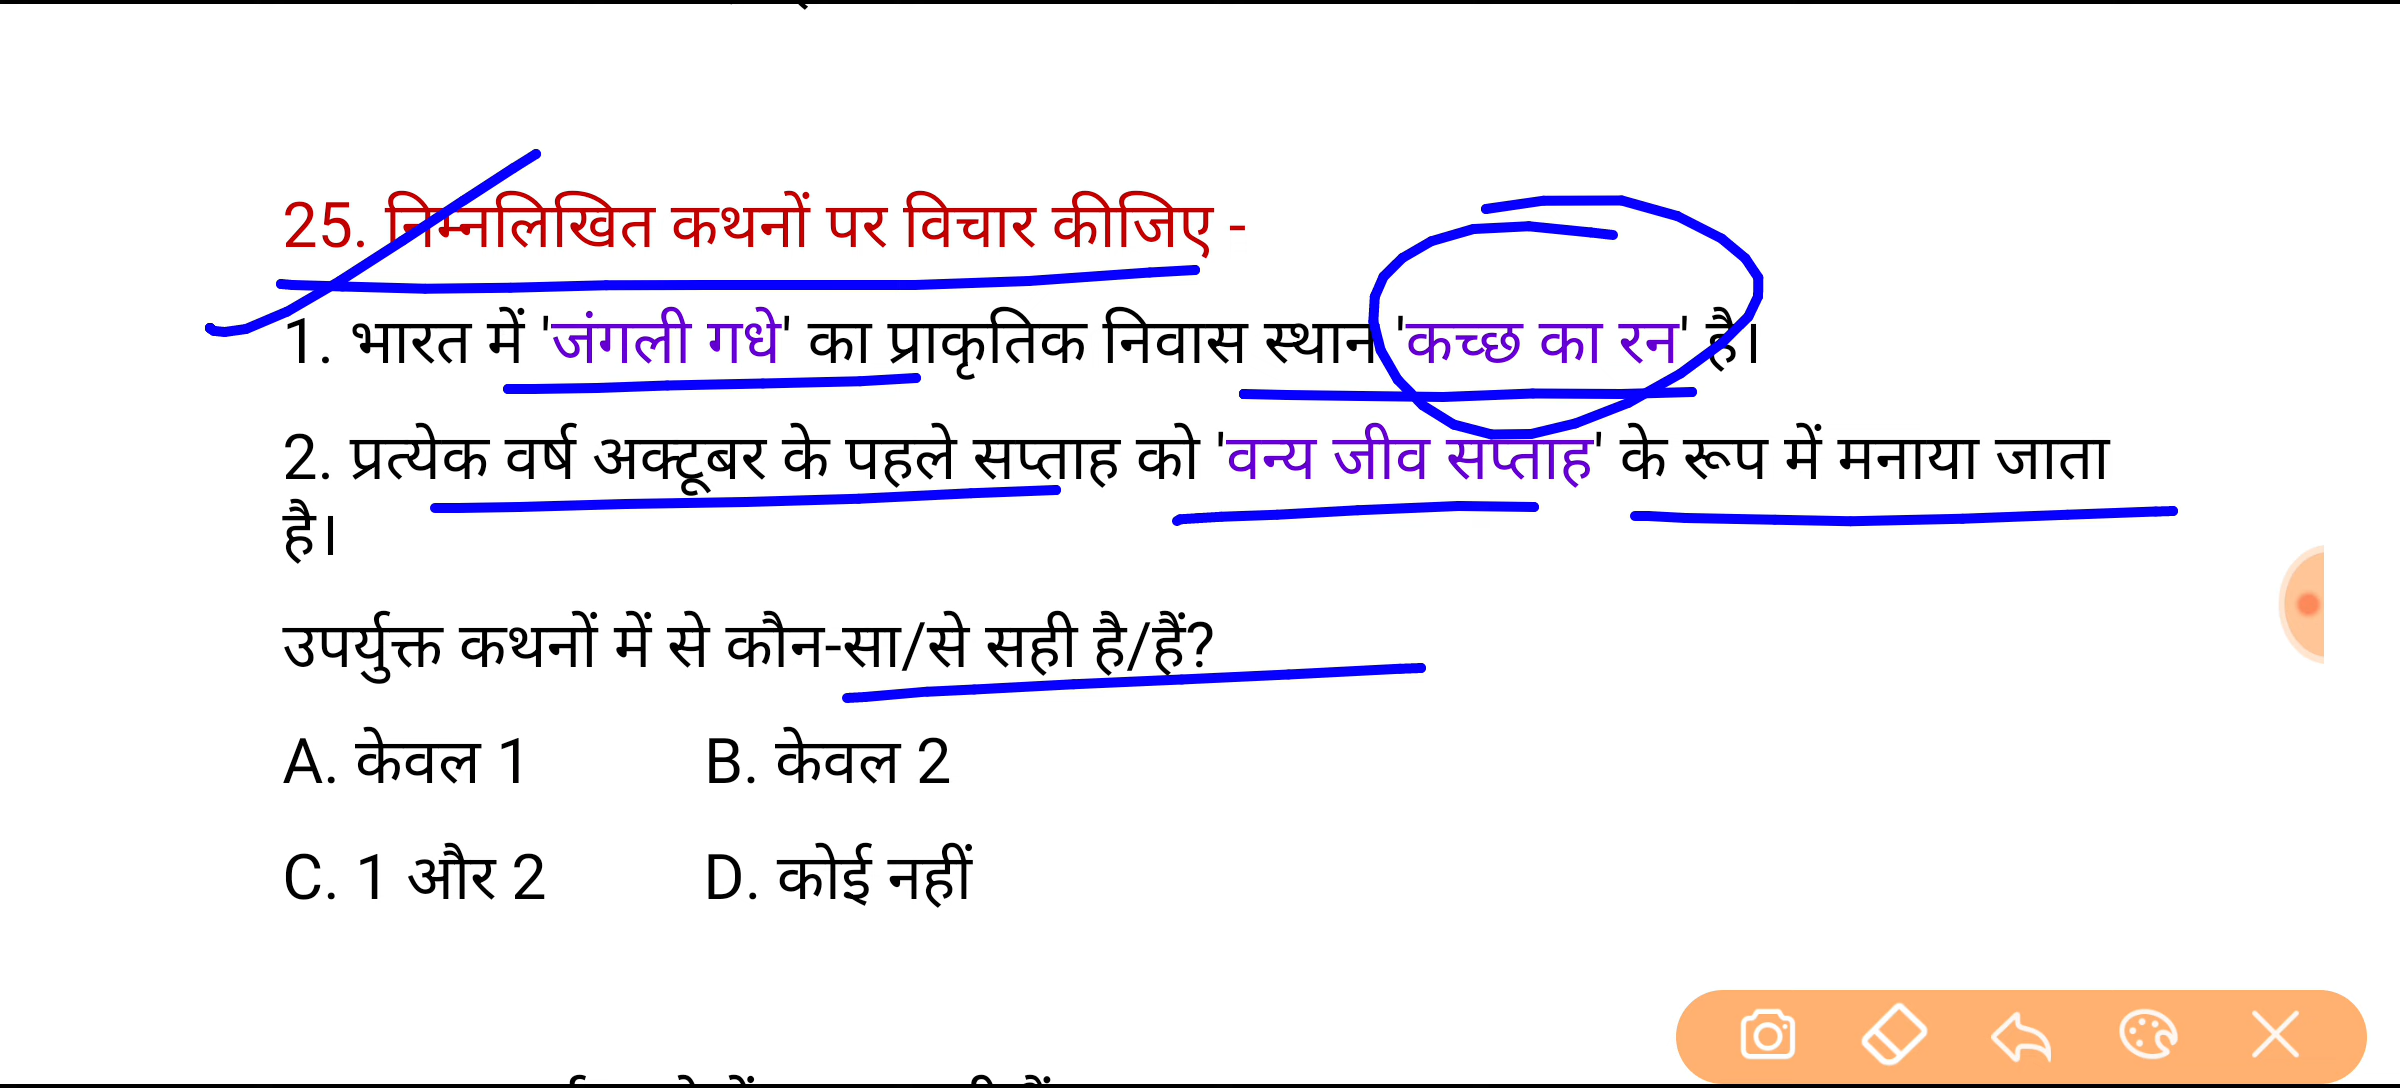 25. निम्नलिखित कथनों पर विचार कीजिए -
1. भारत में 'जंगली गधे' का प्राकृतिक निवास स्थान 'कच्छ का रन' है।
2. प्रत्येक वर्ष अक्टूबर के पहले सप्ताह को 'वन्य जीव सप्ताह' के रूप में मनाया जाता
है।
उपर्युक्त कथनों में से कौन-सा/से सही है/हैं?
A. केवल 1 B. केवल 2
C. 1 और 2 D. कोई नहीं